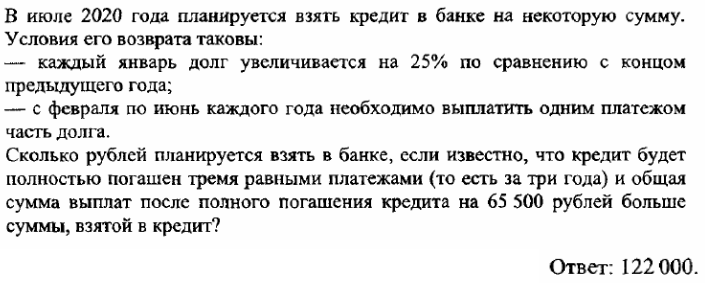 В июле 2020 года планируется взять кредит в банке на некоторую сумму.
Условия его возврата таковы:
— каждый январь долг увеличивается на 25% по сравнению с концом
предыдущего года;
— с февраля по июнь каждого года необходимо выплатить одним платежом
часть долга.
Сколько рублей планируется взять в банке, если известно, что кредит будет
полностью погашен тремя равными платежами (то есть за три года) и общая
сумма выплат после полного погашения кредита на 65 500 рублей больше
суммы, взятой в кредит?
Ответ: 122 000.